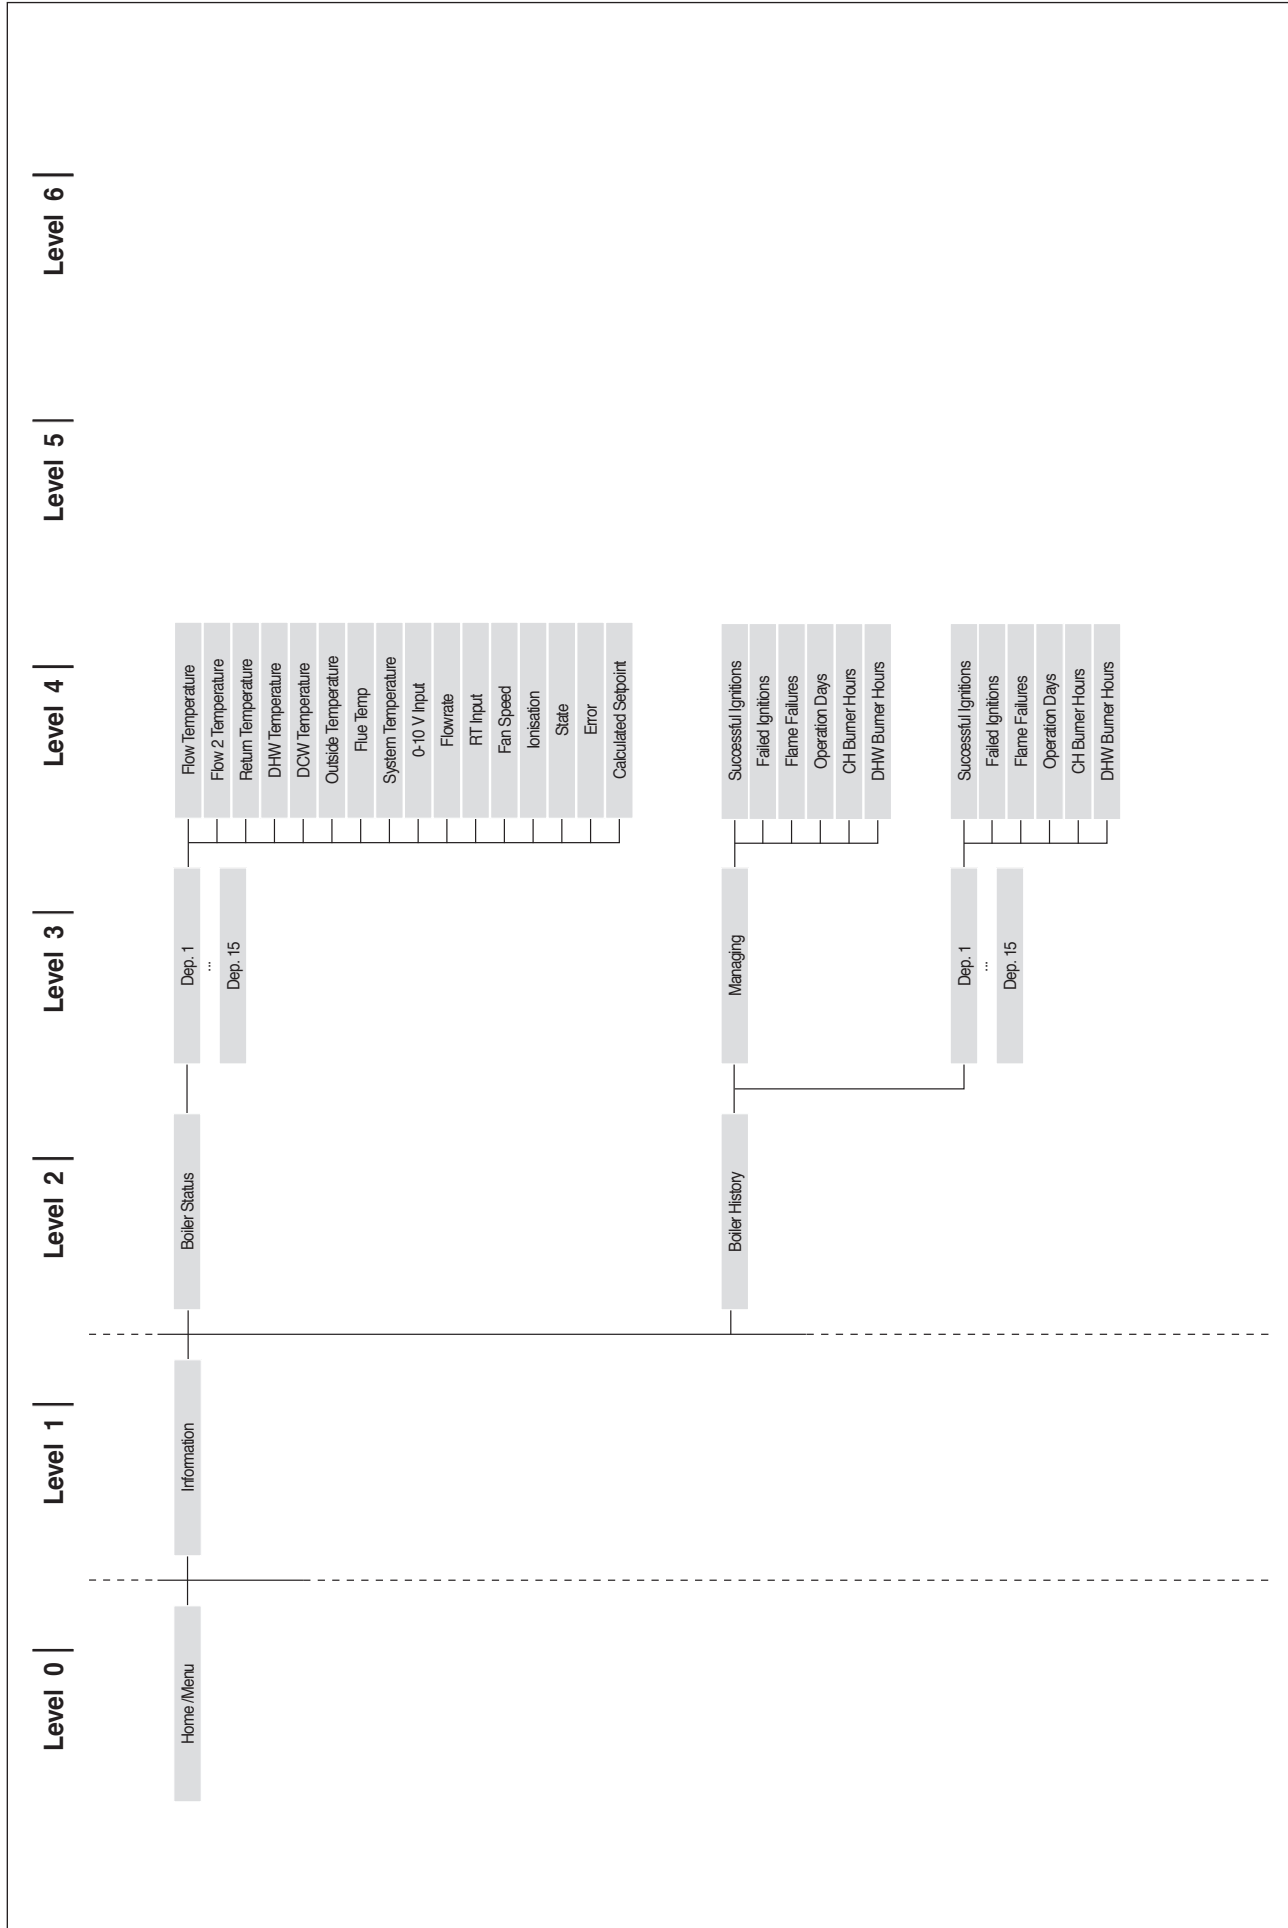 Level 0
Level 1
Level 2
Level 3
Level 4
Level 5
Level 6
Home /Menu
Information
Boiler Status
Dep. 1
...
Dep. 15
Flow Temperature
Flow 2 Temperature
Return Temperature
DHW Temperature
DCW Temperature
Outside Temperature
Flue Temp
System Temperature
0-10 V Input
Flowrate
RT Input
Fan Speed
Ionisation
State
Error
Calculated Setpoint
Boiler History
Managing
Successful Ignitions
Failed Ignitions
Flame Failures
Operation Days
CH Burner Hours
DHW Burner Hours
Dep. 1
...
Dep. 15
Successful Ignitions
Failed Ignitions
Flame Failures
Operation Days
CH Burner Hours
DHW Burner Hours